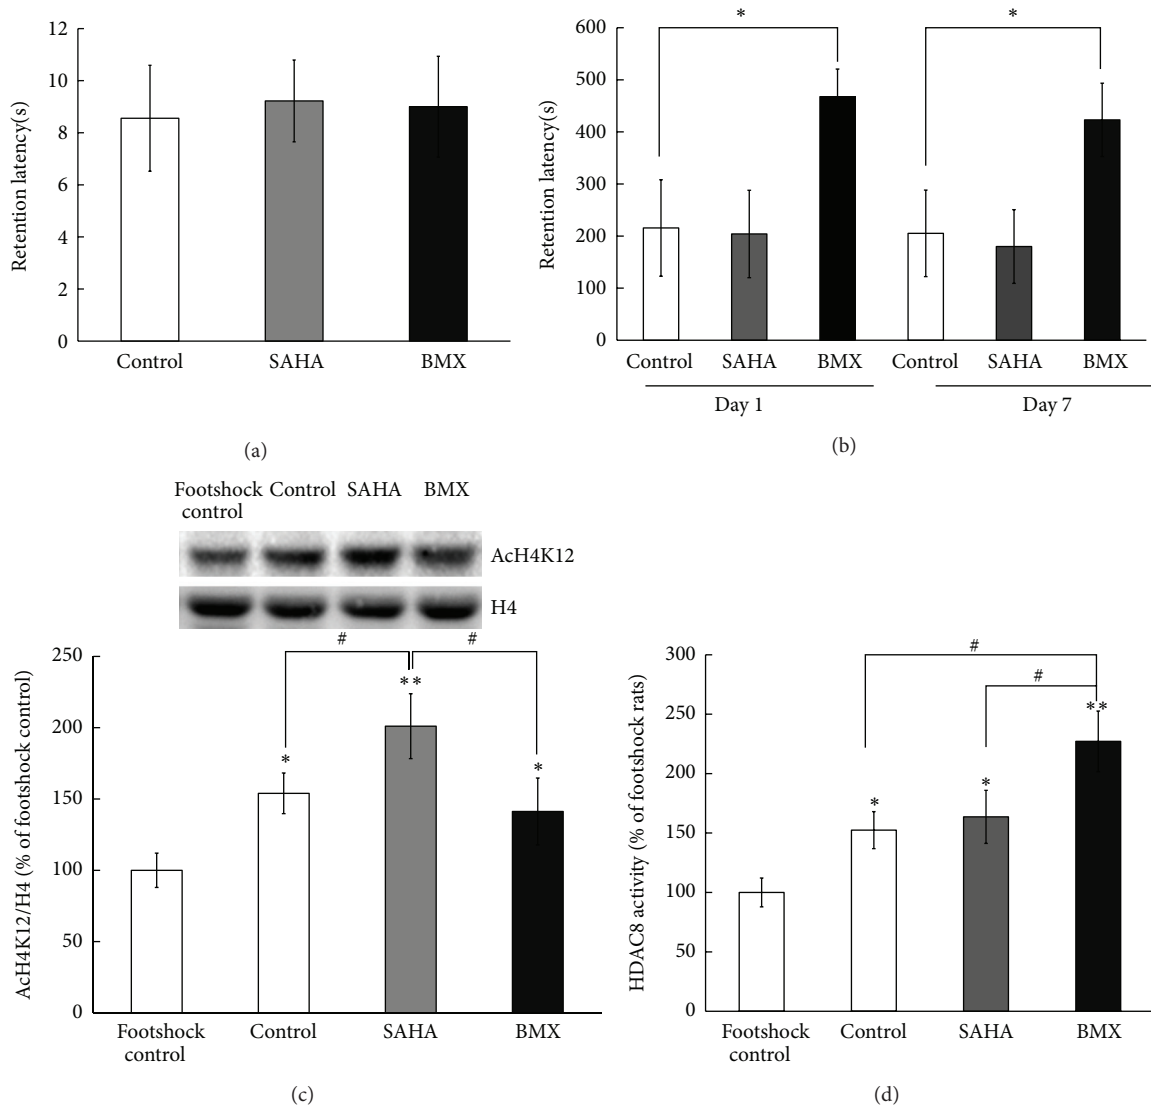 12
10
8
6
4
2
0
Retention latency(s)
Control SAHA BMX
(a)
600
500
400
300
200
100
0
Retention latency(s)
* *
Control SAHA BMX Control SAHA BMX
Day 1 Day 7
(b)
Footshock control Control SAHA BMX
AcH4K12
H4
250
200
150
100
50
0
AcH4K12/H4 (% of footshock control)
# #
* ** *
Footshock control Control SAHA BMX
(c)
300
250
200
150
100
50
0
HDAC8 activity (% of footshock rats)
#
#
* * **
Footshock control Control SAHA BMX
(d)